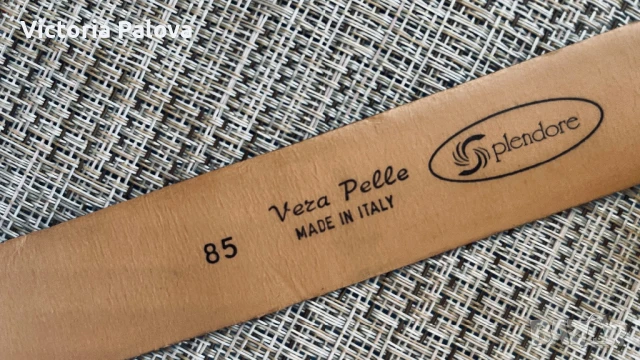 Victoria Palova
Splendore
Vera Pelle
MADE IN ITALY
85